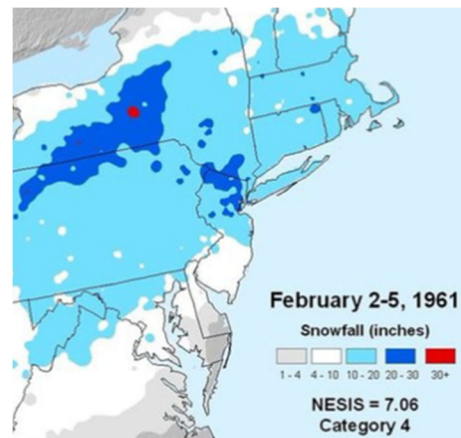 February 2-5, 1961
Snowfall (inches)
1 - 4 4 - 10 10 - 20 20 - 30 30+
NESIS = 7.06
Category 4